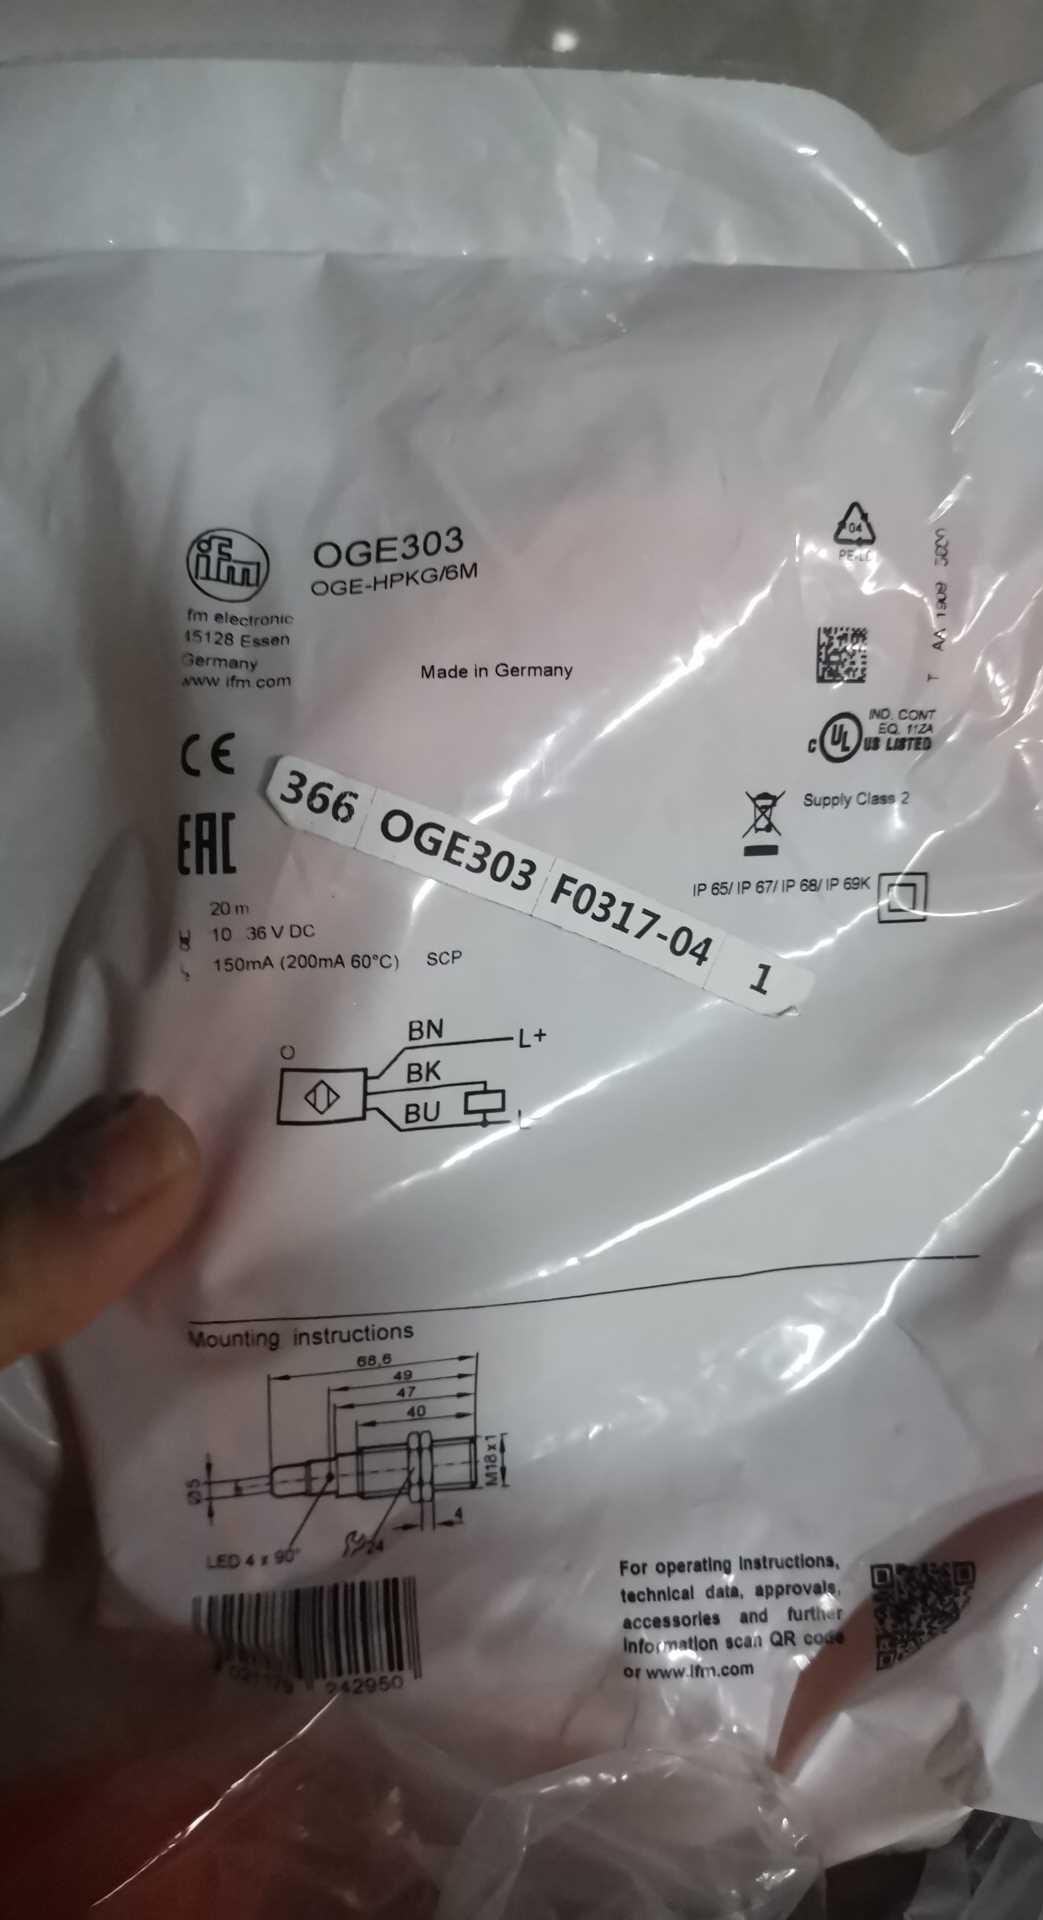 ifm
OGE303
OGE-HPKG/6M
fm electronic
45128 Essen
Germany
www ifm.com
Made in Germany
04
AA 1908
T
IND. CONT
EQ. 11ZA
C UL US LISTED
CE
EAC
Supply Class 2
366 OGE303 F0317-04 1
IP 65/ IP 67/ IP 68/ IP 69K
20 m
10 36 V DC
150mA (200mA 60°C) SCP
BN
L+
O
BK
BU
L-
Mounting instructions
68,6
49
47
40
M18x1
Ø5
4
24
LED 4 x 90°
242950
For operating Instructions,
technical data, approvals,
accessories and further
Information scan QR code
or www.ifm.com